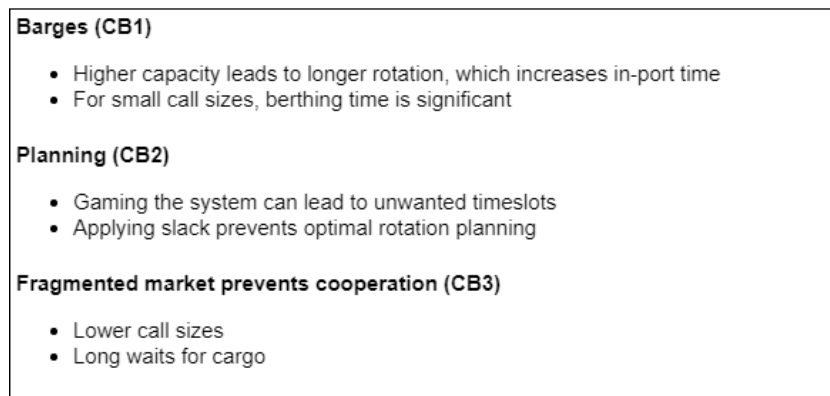 Barges (CB1)
• Higher capacity leads to longer rotation, which increases in-port time
• For small call sizes, berthing time is significant
Planning (CB2)
• Gaming the system can lead to unwanted timeslots
• Applying slack prevents optimal rotation planning
Fragmented market prevents cooperation (CB3)
• Lower call sizes
• Long waits for cargo